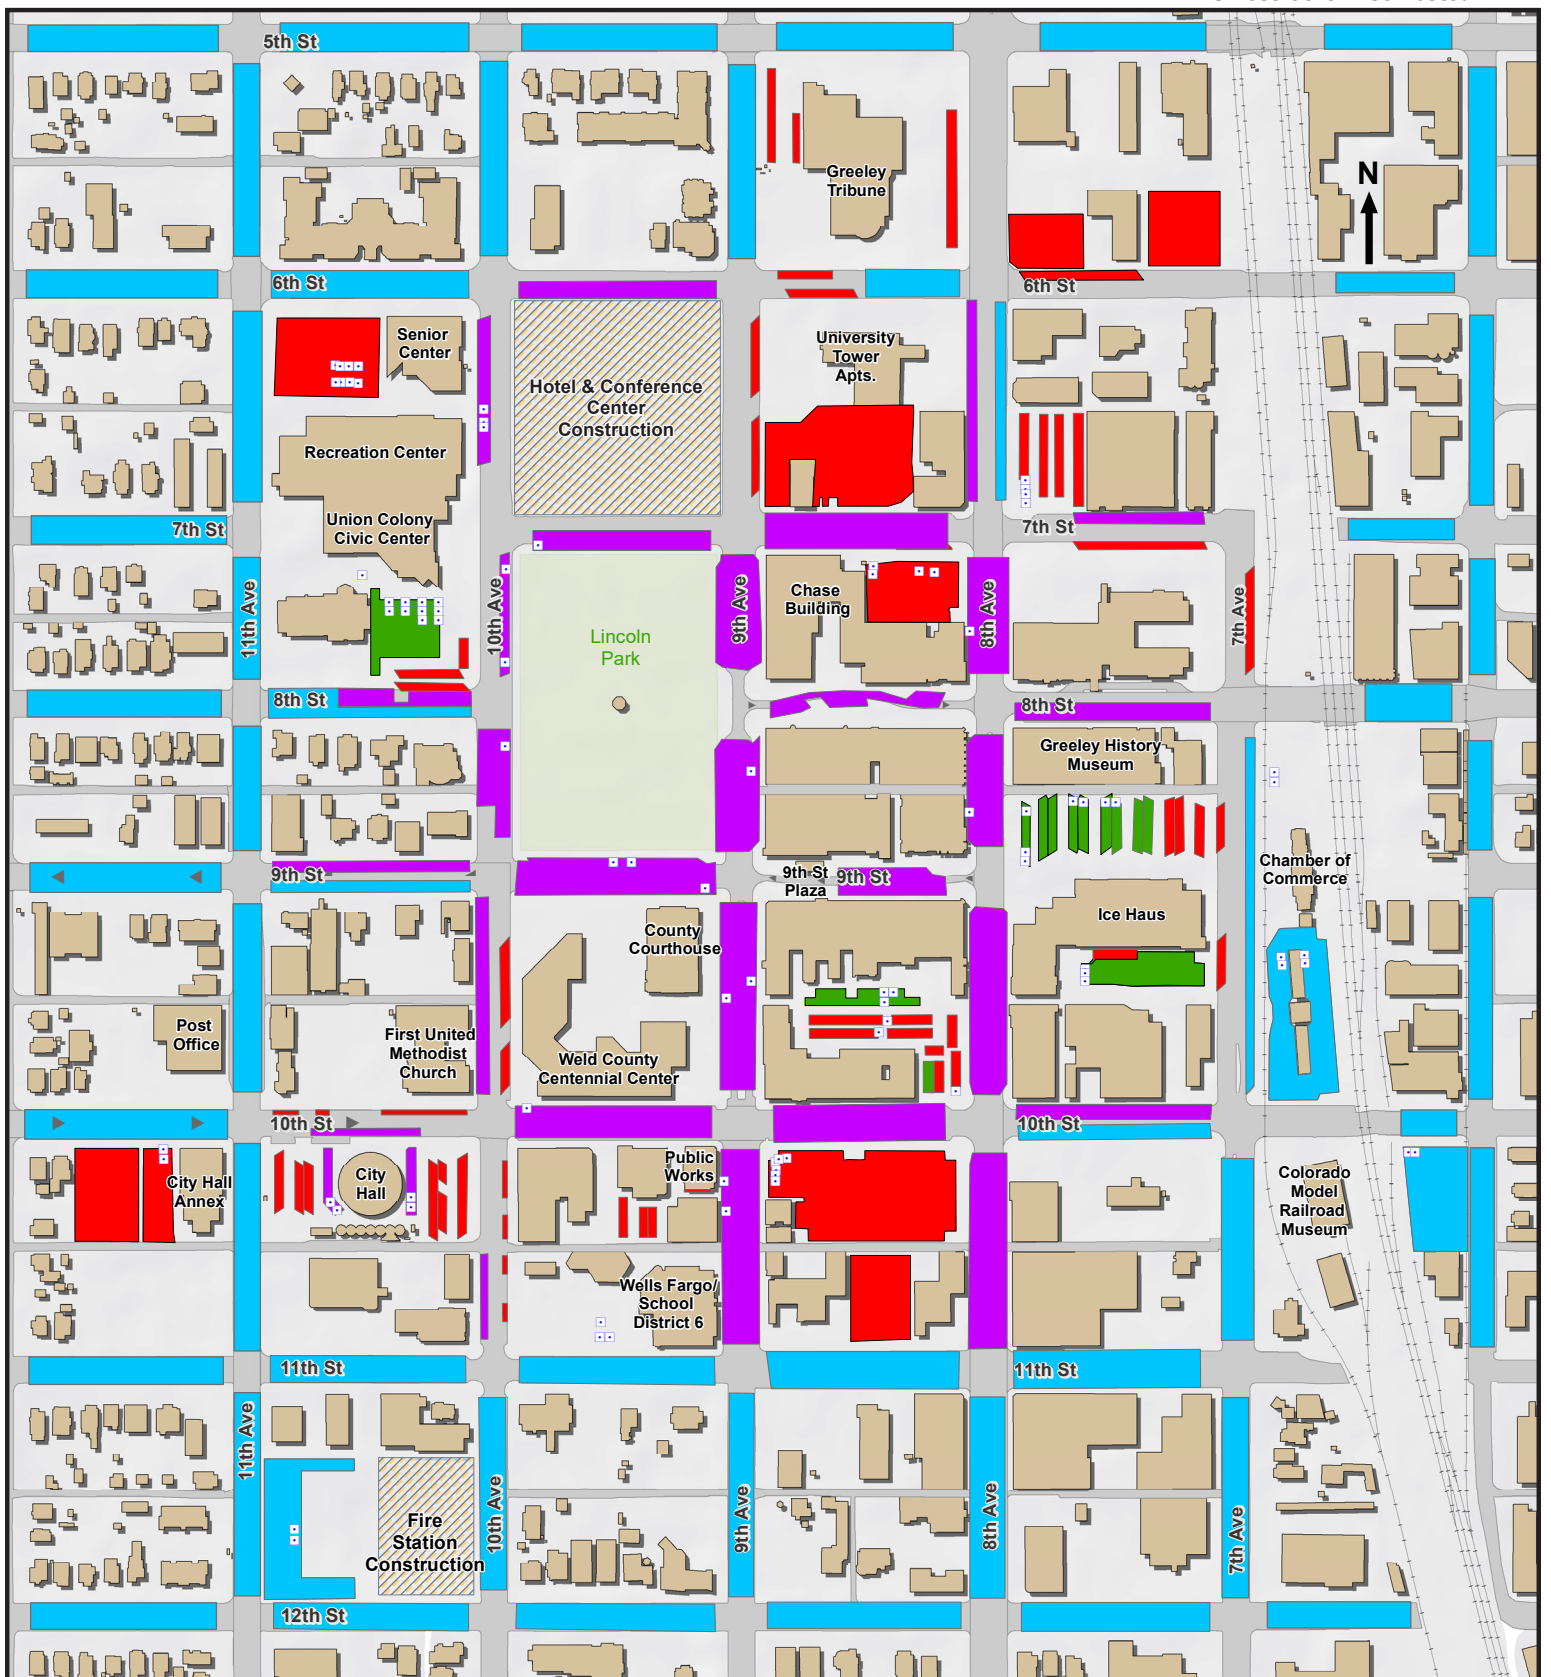 5th St
Greeley
Tribune
N
6th St
6th St
Senior
Center
University
Tower
Apts.
Hotel & Conference
Center
Construction
Recreation Center
Union Colony
Civic Center
7th St
7th St
11th Ave
10th Ave
9th Ave
Chase
Building
8th Ave
7th Ave
Lincoln
Park
8th St
8th St
Greeley History
Museum
9th St
9th St
Plaza
9th St
Chamber of
Commerce
Ice Haus
County
Courthouse
Post
Office
First United
Methodist
Church
Weld County
Centennial Center
10th St
10th St
City Hall
Annex
City
Hall
Public
Works
Colorado
Model
Railroad
Museum
Wells Fargo/
School
District 6
11th St
11th St
11th Ave
10th Ave
9th Ave
8th Ave
7th Ave
Fire
Station
Construction
12th St